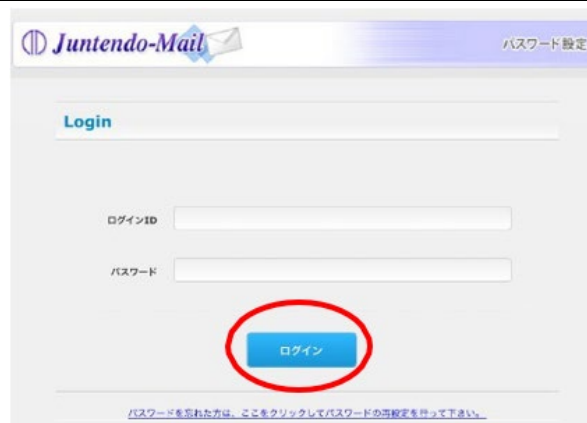 Juntendo-Mail
パスワード設定
Login
ログインID
パスワード
ログイン
パスワードを忘れた方は、ここをクリックしてパスワードの再設定を行って下さい。